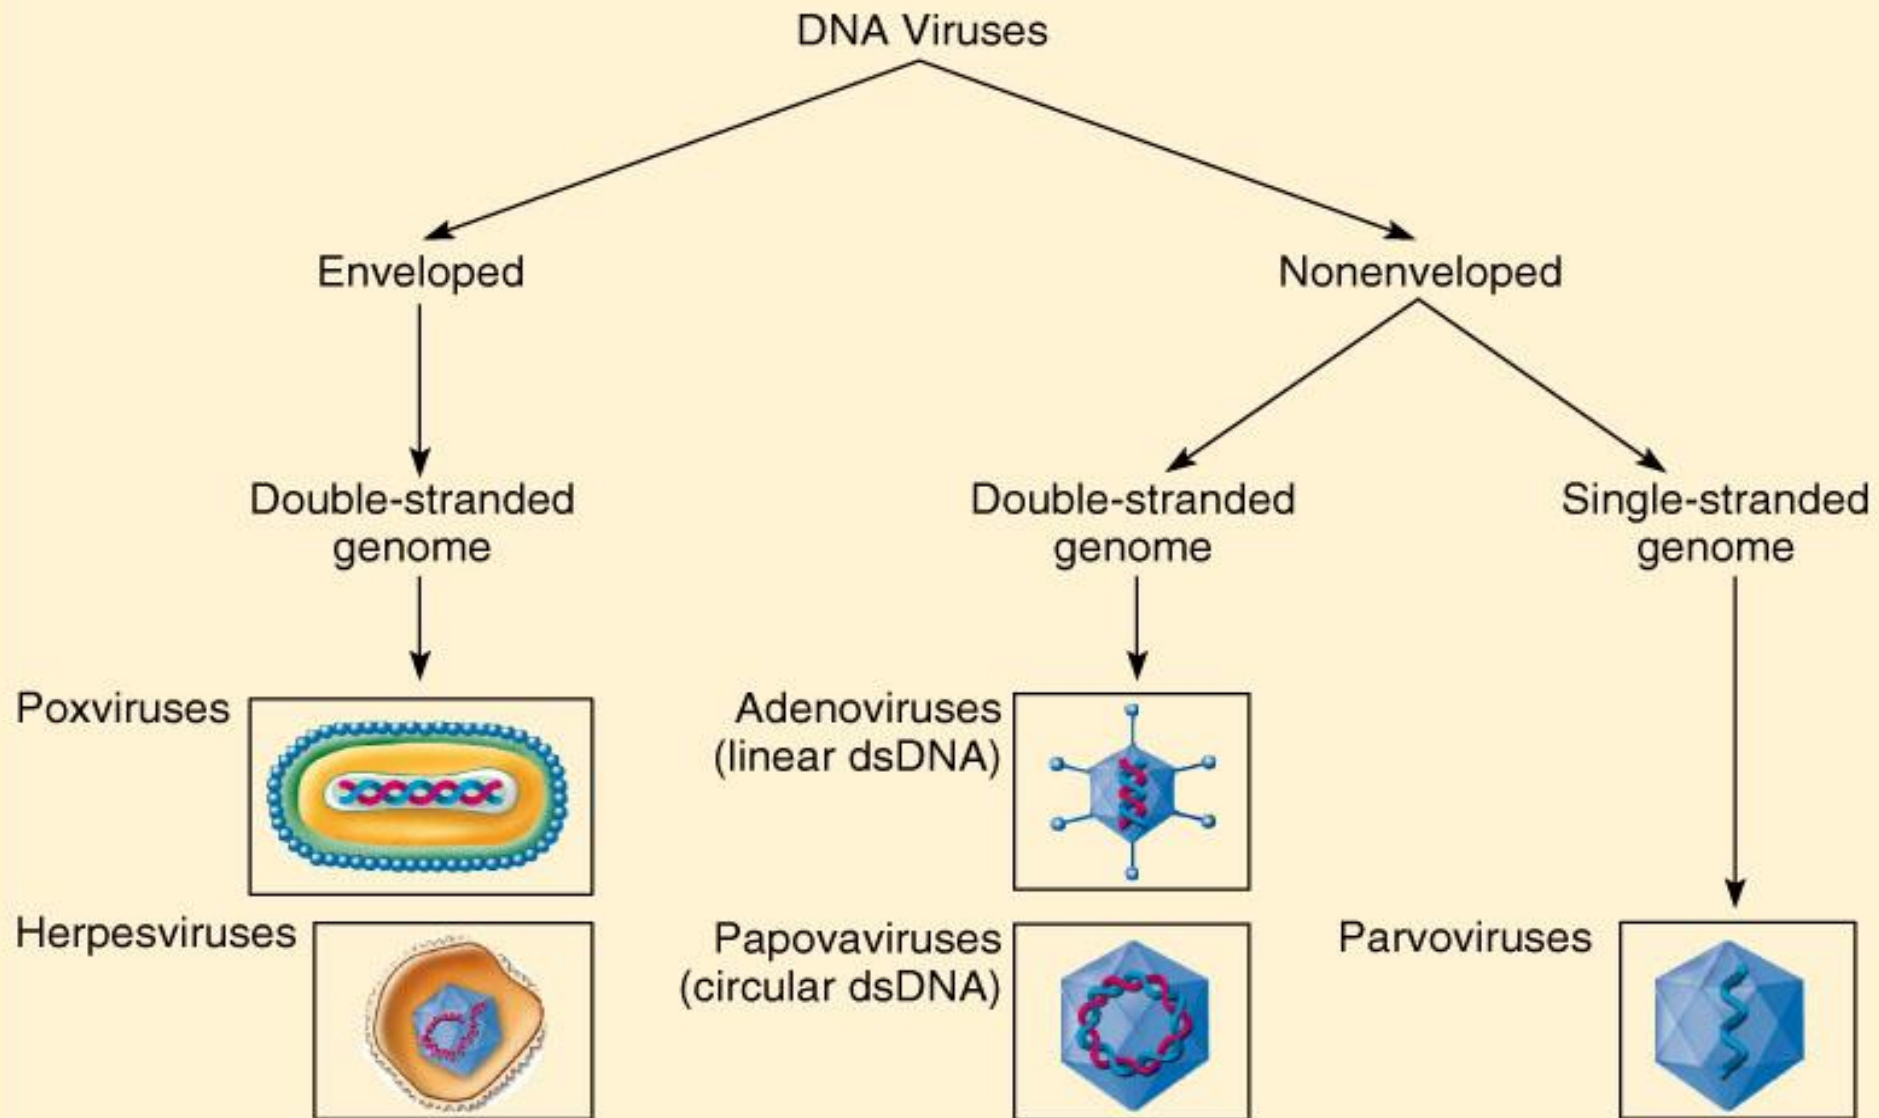 DNA Viruses
Enveloped
Nonenveloped
Double-stranded
genome
Double-stranded
genome
Single-stranded
genome
Poxviruses
Adenoviruses
(linear dsDNA)
Herpesviruses
Papovaviruses
(circular dsDNA)
Parvoviruses